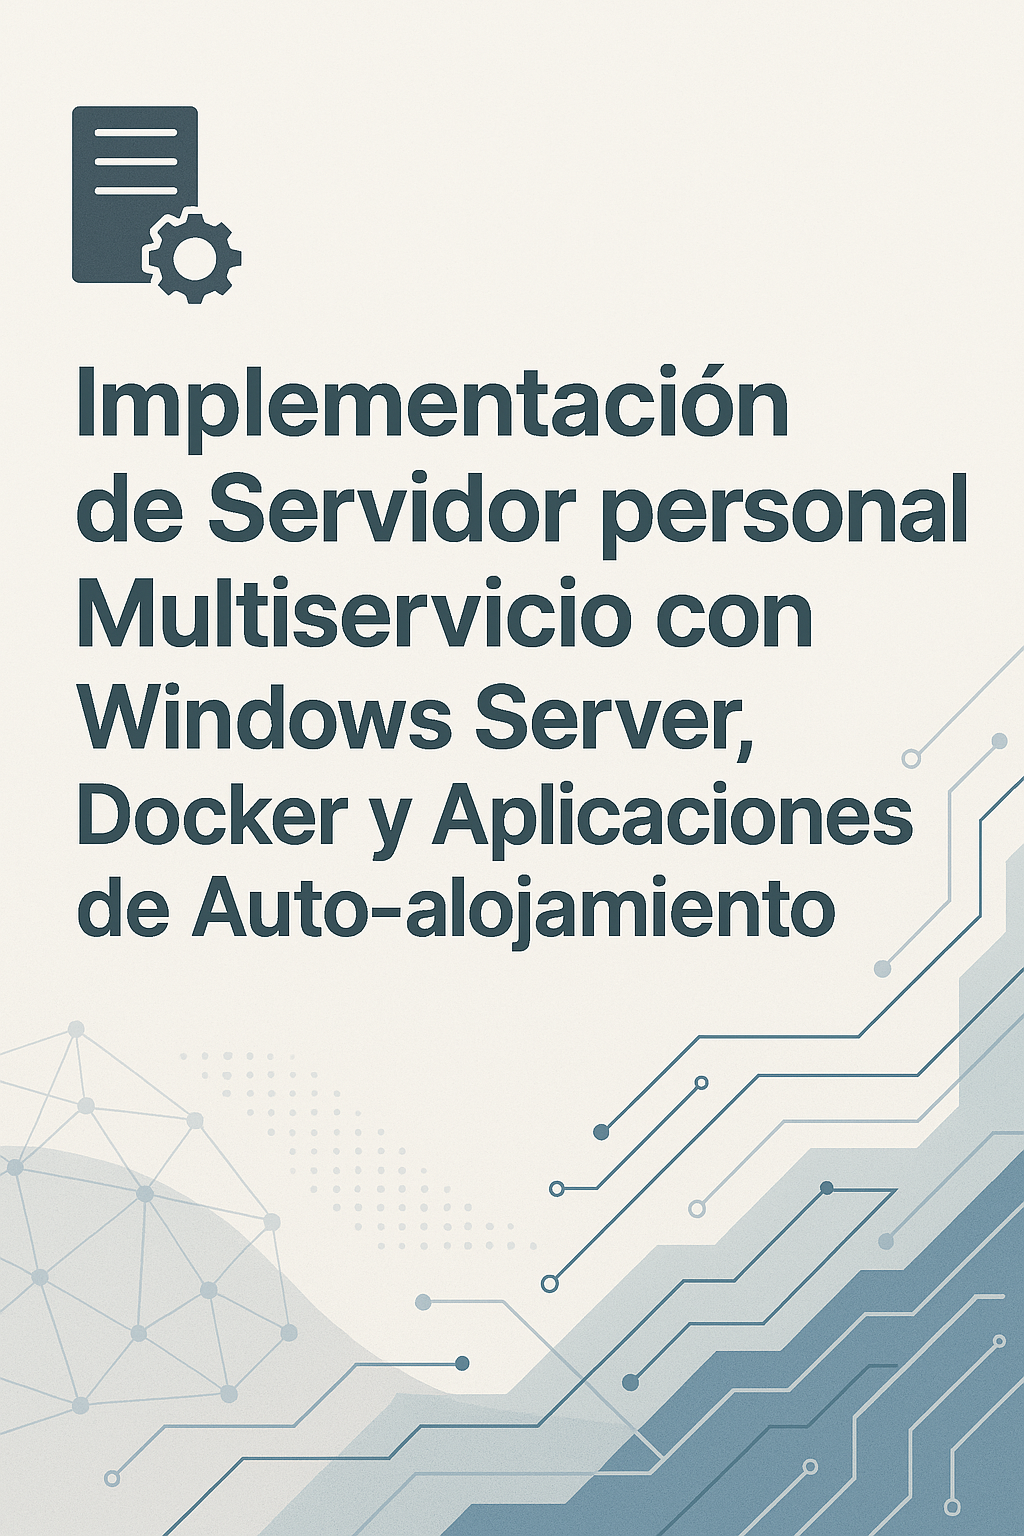 Implementación
de Servidor personal
Multiservicio con
Windows Server,
Docker y Aplicaciones
de Auto-alojamiento